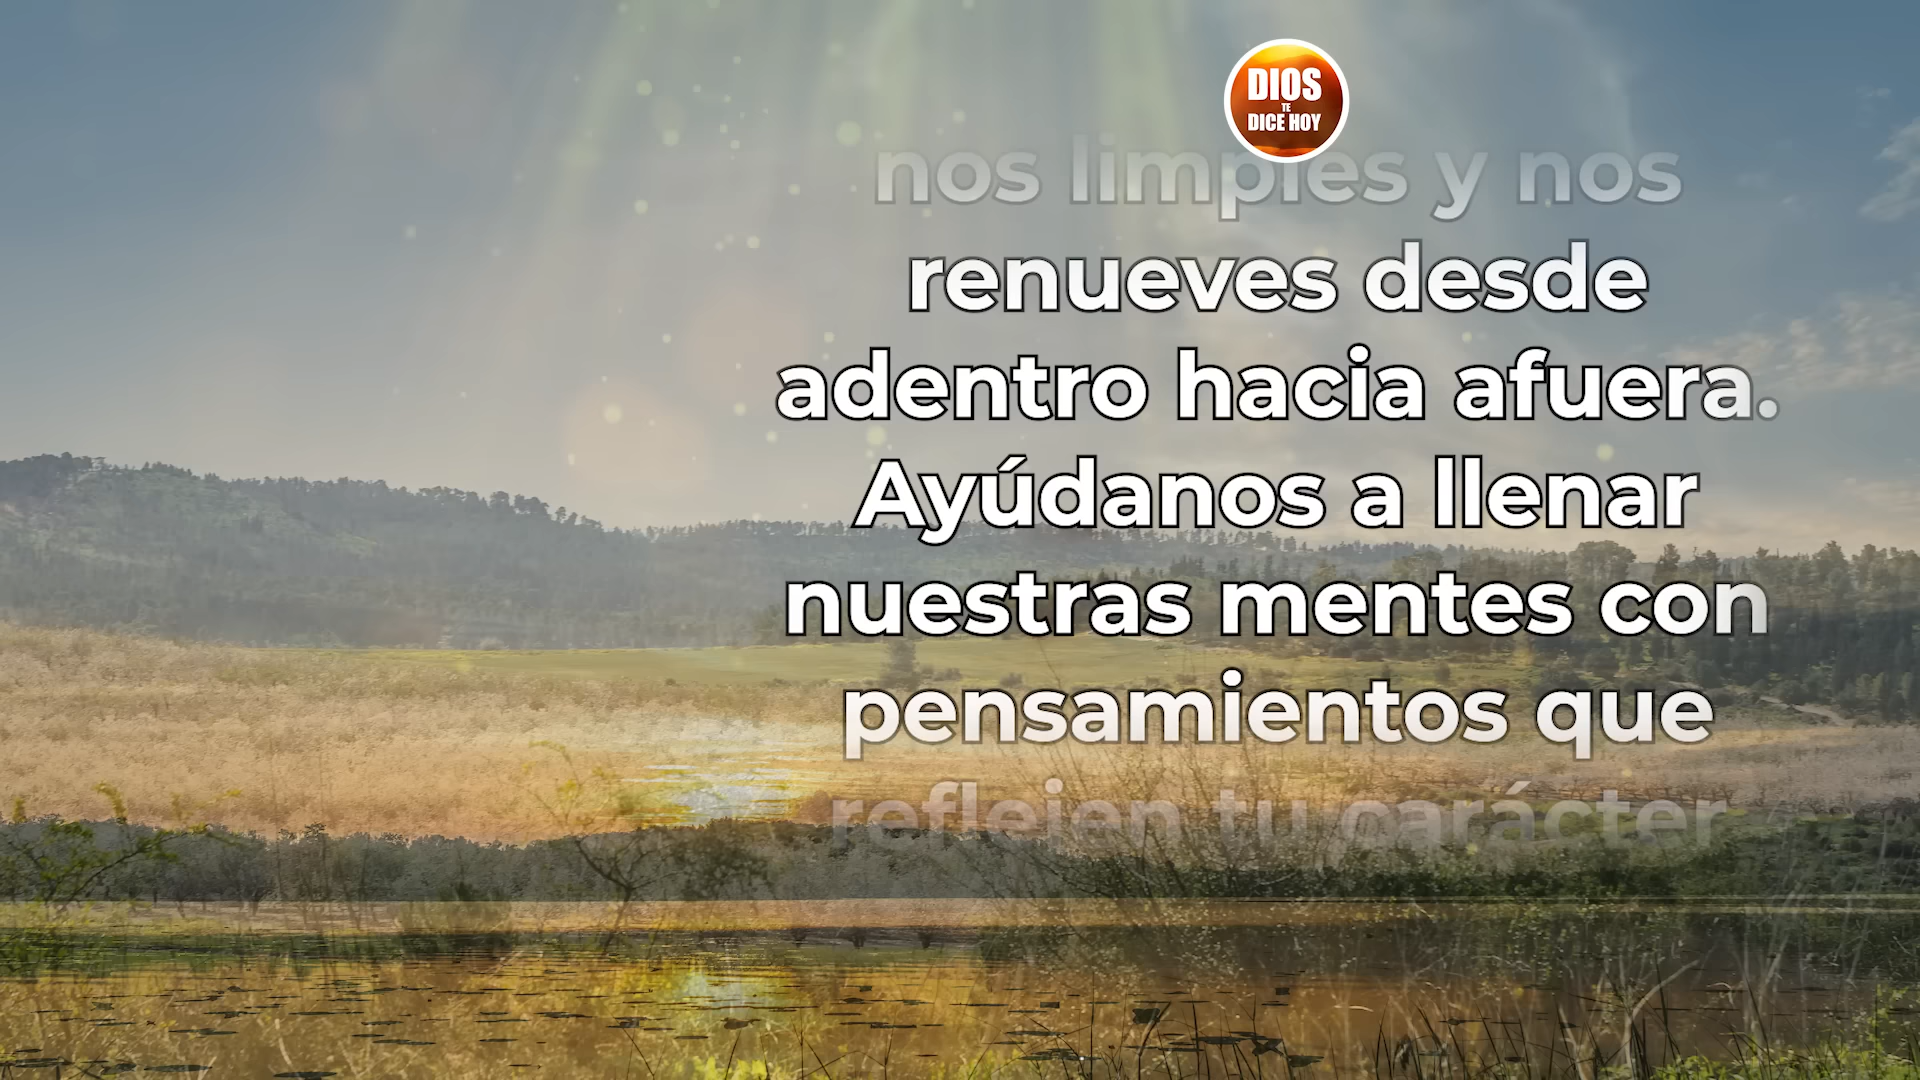 DIOS
TE
DICE HOY
nos limpies y nos
renueves desde
adentro hacia afuera.
Ayúdanos a llenar
nuestras mentes con
pensamientos que
reflejen tu carácter